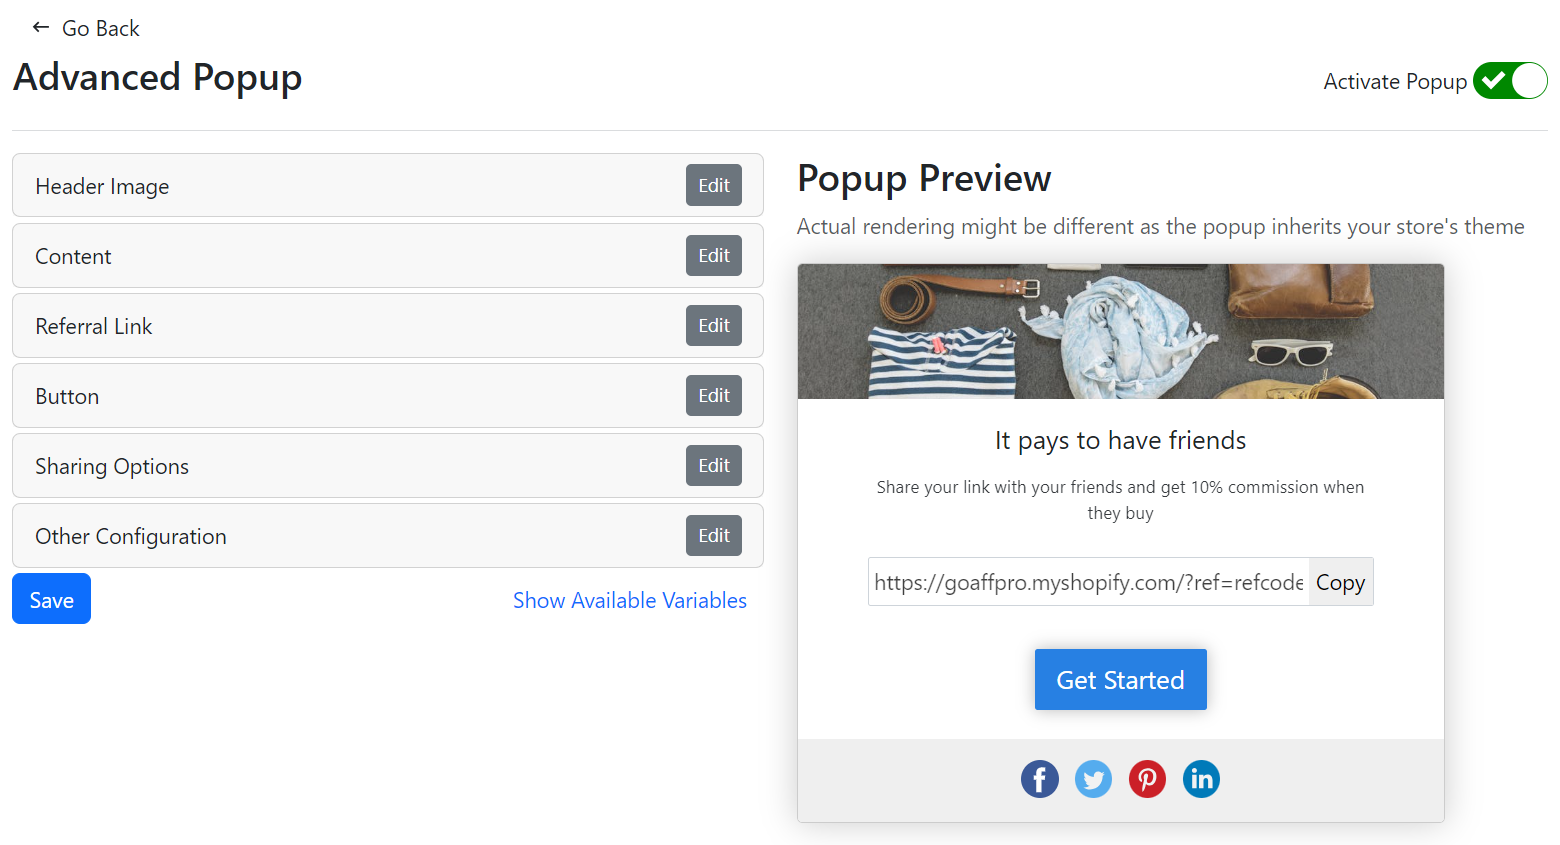 Go Back
Advanced Popup
Activate Popup
Header Image
Edit
Content
Edit
Referral Link
Edit
Button
Edit
Sharing Options
Edit
Other Configuration
Edit
Save
Show Available Variables
Popup Preview
Actual rendering might be different as the popup inherits your store's theme
It pays to have friends
Share your link with your friends and get 10% commission when
they buy
https://goaffpro.myshopify.com/?ref=refcode
Copy
Get Started